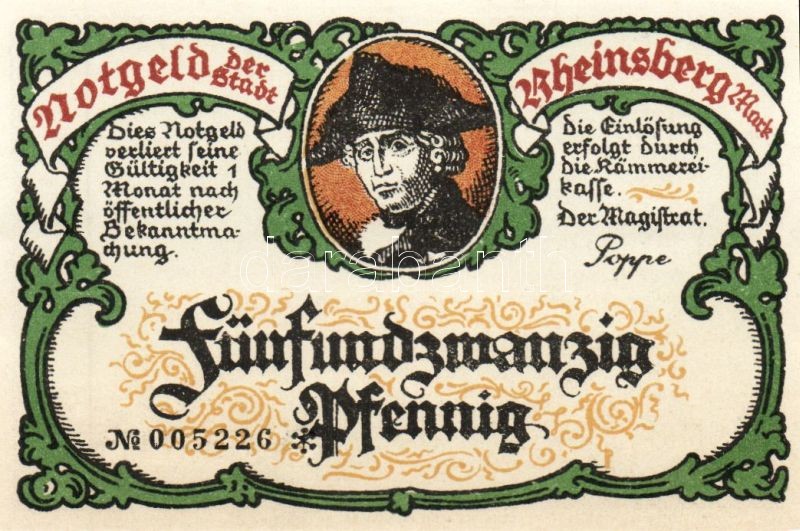 Notgeld der Stadt
Rheinsberg Mark
Dies Notgeld
verliert seine
Gültigkeit 1
Monat nach
öffentlicher
Bekanntma-
chung.
die Einlösung
erfolgt durch
die Kämmerei-
kasse.
Der Magistrat.
Poppe
darabanth
Fünfundzwanzig
Pfennig
№ 005226